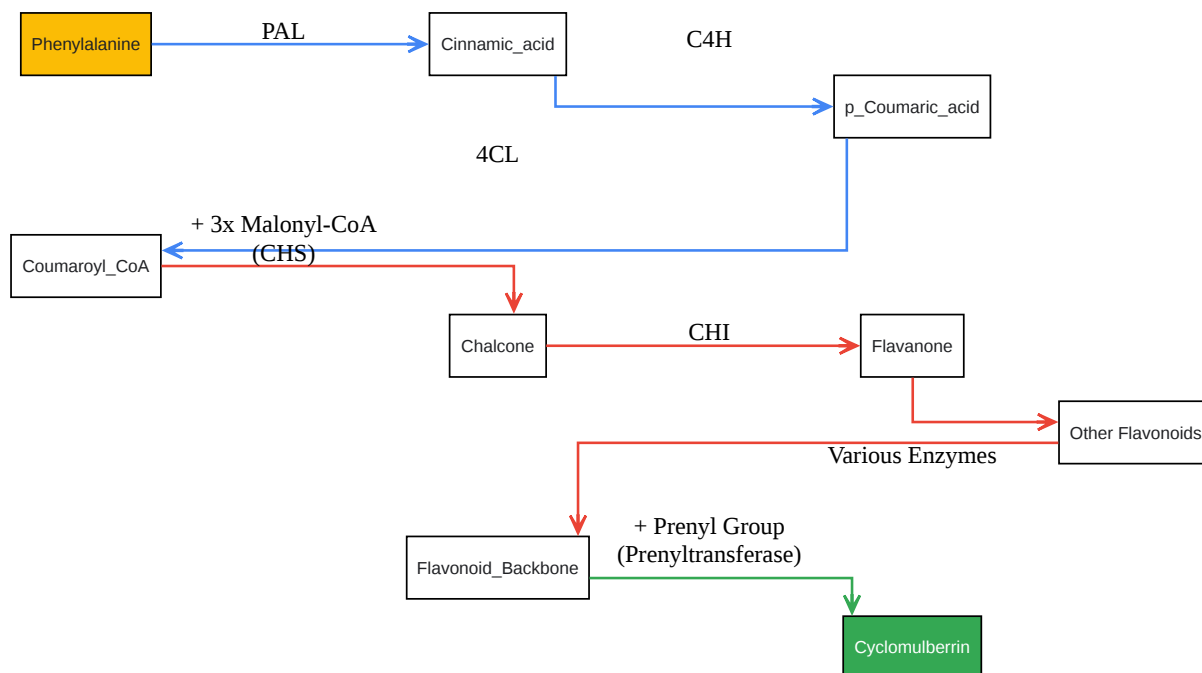 Phenylalanine
PAL
Cinnamic_acid
C4H
p_Coumaric_acid
4CL
+ 3x Malonyl-CoA
(CHS)
Coumaroyl_CoA
Chalcone
CHI
Flavanone
Other Flavonoids
Various Enzymes
Flavonoid_Backbone
+ Prenyl Group
(Prenyltransferase)
Cyclomulberrin